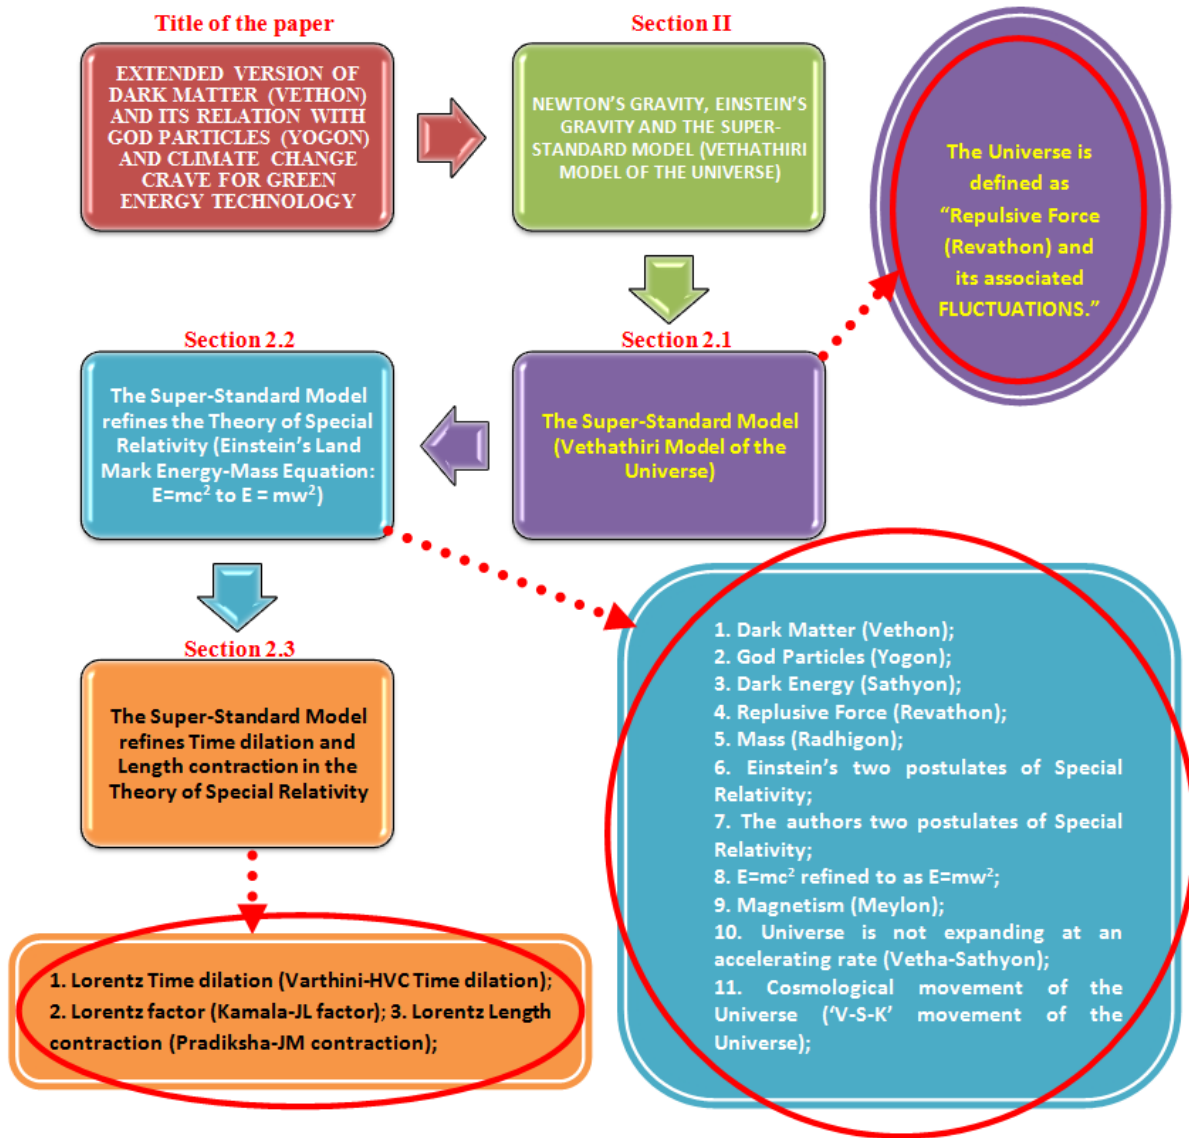 Title of the paper
EXTENDED VERSION OF
DARK MATTER (VETHON)
AND ITS RELATION WITH
GOD PARTICLES (YOGON)
AND CLIMATE CHANGE
CRAVE FOR GREEN
ENERGY TECHNOLOGY
Section II
NEWTON'S GRAVITY, EINSTEIN'S
GRAVITY AND THE SUPER-
STANDARD MODEL (VETHATHIRI
MODEL OF THE UNIVERSE)
The Universe is
defined as
“Repulsive Force
(Revathon) and
its associated
FLUCTUATIONS.”
Section 2.1
The Super-Standard Model
(Vethathiri Model of the
Universe)
Section 2.2
The Super-Standard Model
refines the Theory of Special
Relativity (Einstein’s Land
Mark Energy-Mass Equation:
E=mc² to E = mw²)
1. Dark Matter (Vethon);
2. God Particles (Yogon);
3. Dark Energy (Sathyon);
4. Replusive Force (Revathon);
5. Mass (Radhigon);
6. Einstein’s two postulates of Special
Relativity;
7. The authors two postulates of Special
Relativity;
8. E=mc² refined to as E=mw²;
9. Magnetism (Meylon);
10. Universe is not expanding at an
accelerating rate (Vetha-Sathyon);
11. Cosmological movement of the
Universe (‘V-S-K’ movement of the
Universe);
Section 2.3
The Super-Standard Model
refines Time dilation and
Length contraction in the
Theory of Special Relativity
1. Lorentz Time dilation (Varthini-HVC Time dilation);
2. Lorentz factor (Kamala-JL factor); 3. Lorentz Length
contraction (Pradiksha-JM contraction);